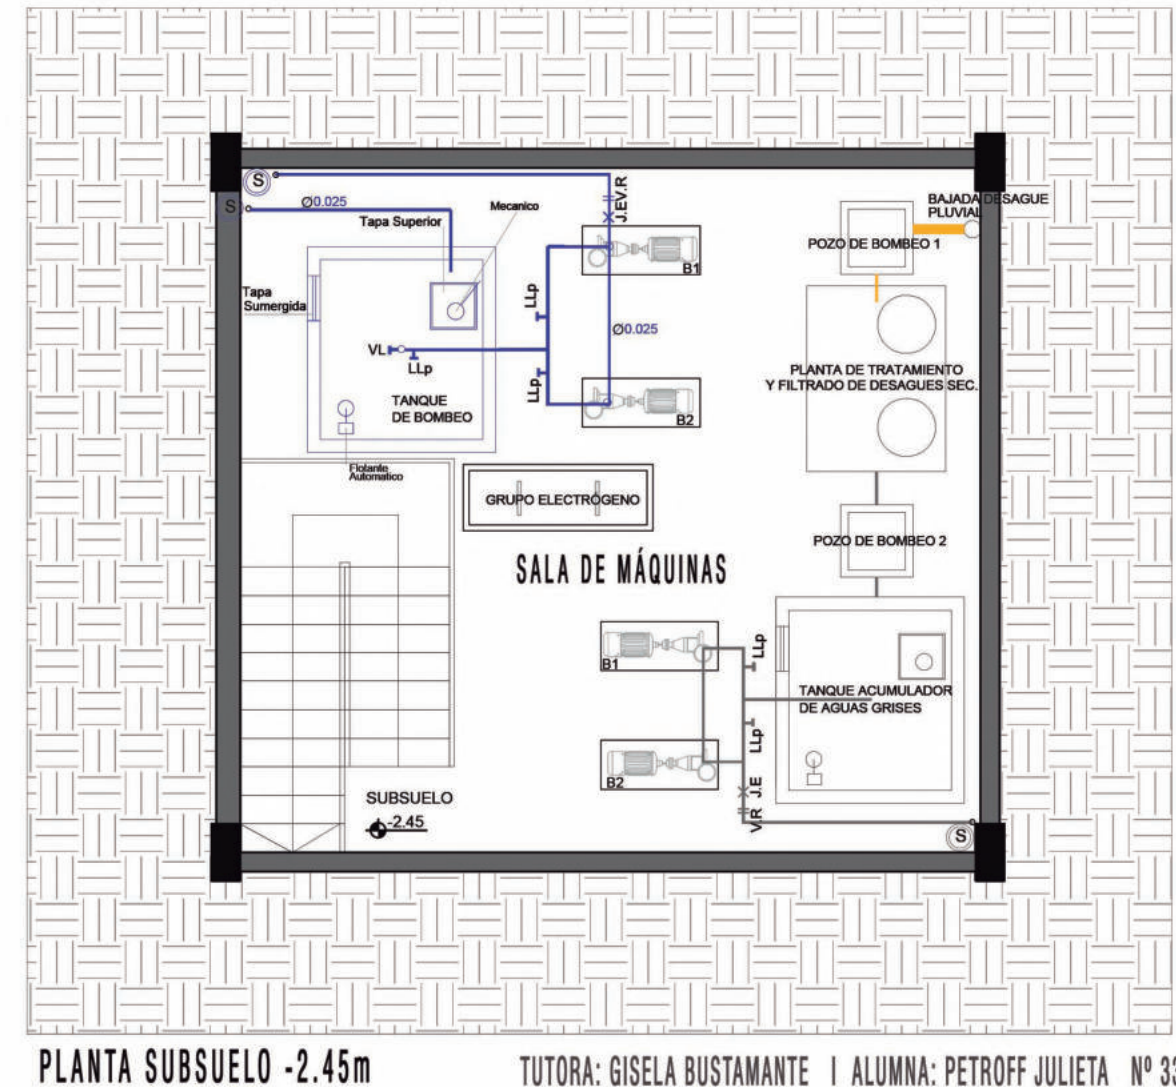 S
S
Ø0.025
Tapa Superior
Mecanico
J.E
V.R
BAJADA DESAGUE
PLUVIAL
POZO DE BOMBEO 1
B1
Tapa
Sumergida
LLp
Ø0.025
VL
LLp
LLp
PLANTA DE TRATAMIENTO
Y FILTRADO DE DESAGUES SEC.
TANQUE
DE BOMBEO
B2
Flotante
Automatico
GRUPO ELECTRÓGENO
POZO DE BOMBEO 2
SALA DE MÁQUINAS
B1
LLp
TANQUE ACUMULADOR
DE AGUAS GRISES
LLp
B2
J.E
V.R
SUBSUELO
-2.45
S
PLANTA SUBSUELO -2.45m
TUTORA: GISELA BUSTAMANTE I ALUMNA: PETROFF JULIETA Nº